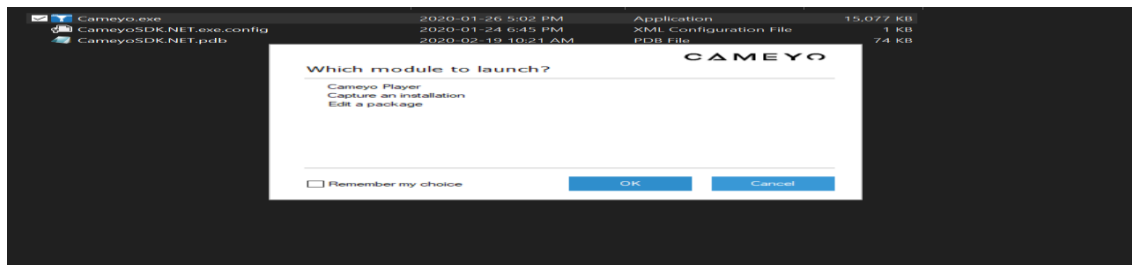 Cameyo.exe 2020-01-26 5:02 PM Application 15,077 KB
CameyoSDK.NET.exe.config 2020-01-24 6:45 PM XML Configuration File 1 KB
CameyoSDK.NET.pdb 2020-02-19 10:21 AM PDB File 74 KB
CAMEYO
Which module to launch?
Cameyo Player
Capture an installation
Edit a package
Remember my choice OK Cancel